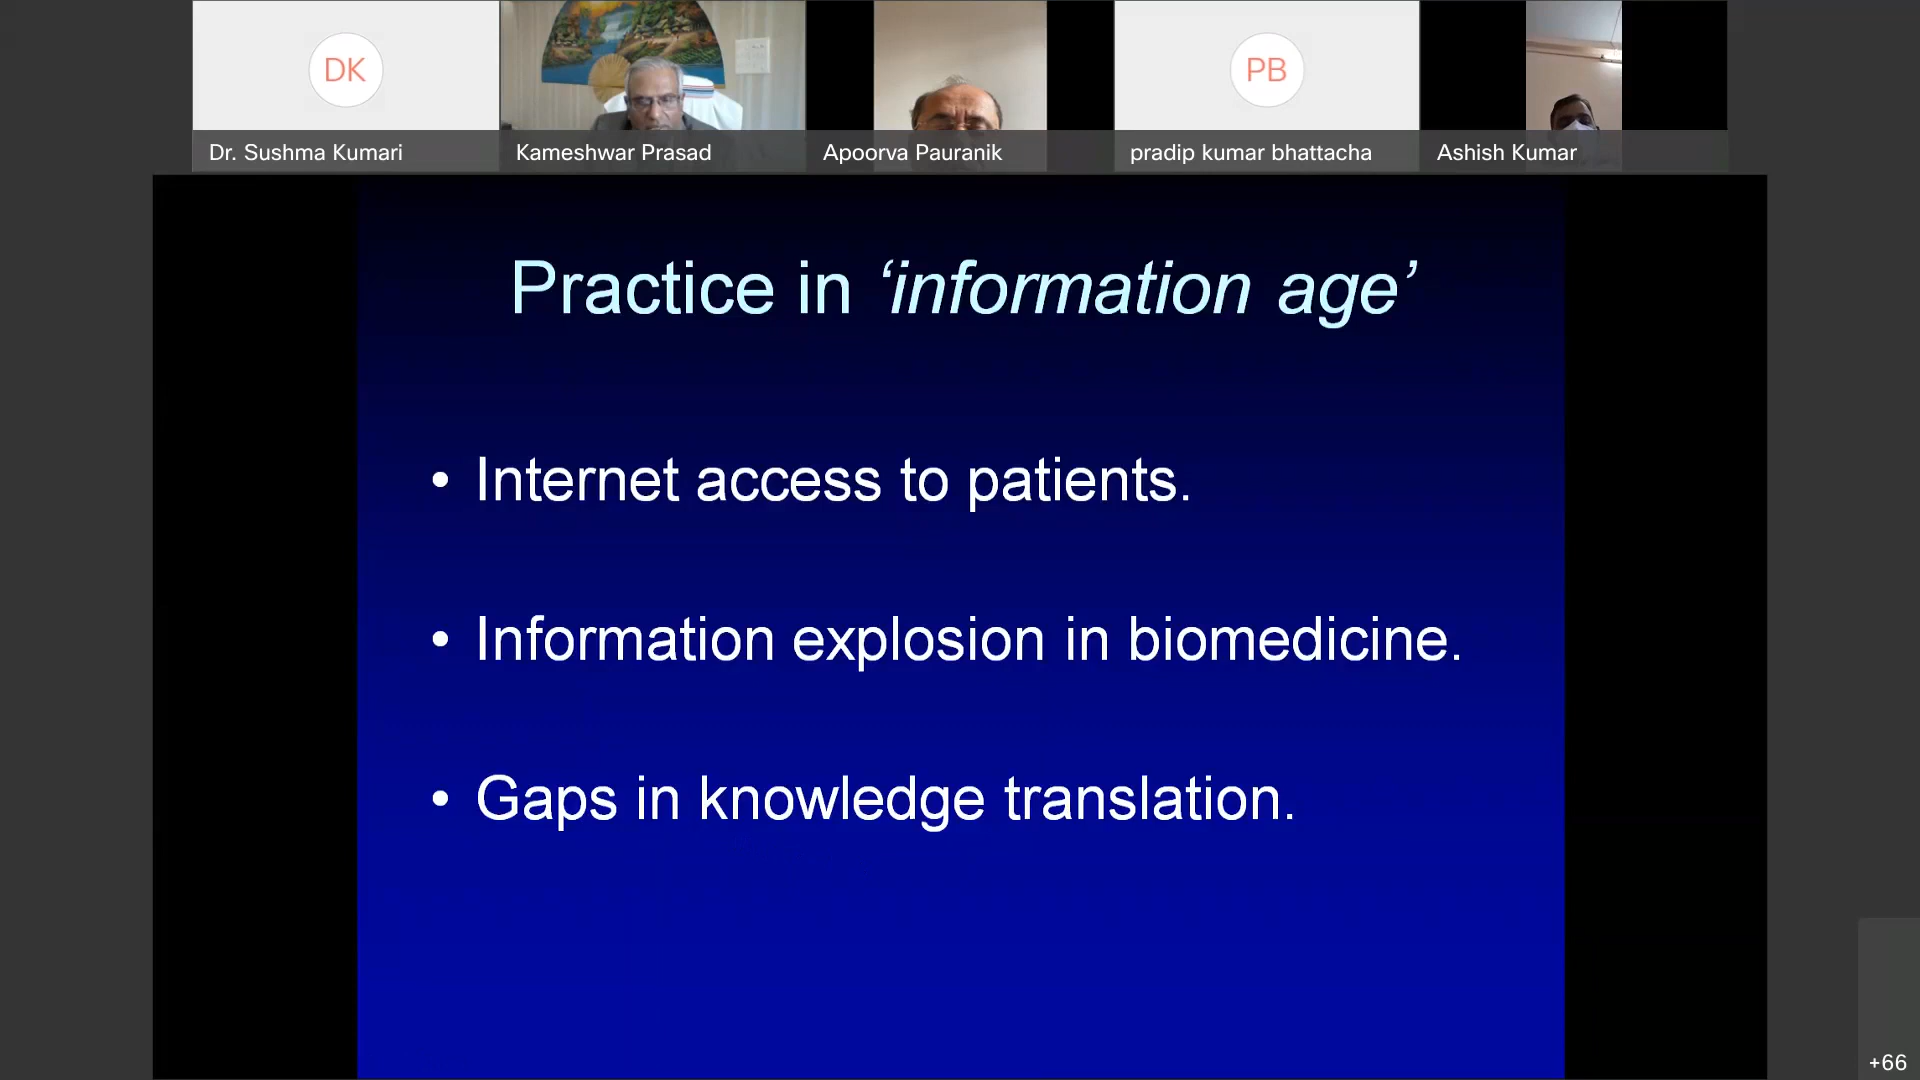 DK
PB
Dr. Sushma Kumari
Kameshwar Prasad
Apoorva Pauranik
pradip kumar bhattacha
Ashish Kumar
Practice in ‘information age’
• Internet access to patients.
• Information explosion in biomedicine.
• Gaps in knowledge translation.
+66